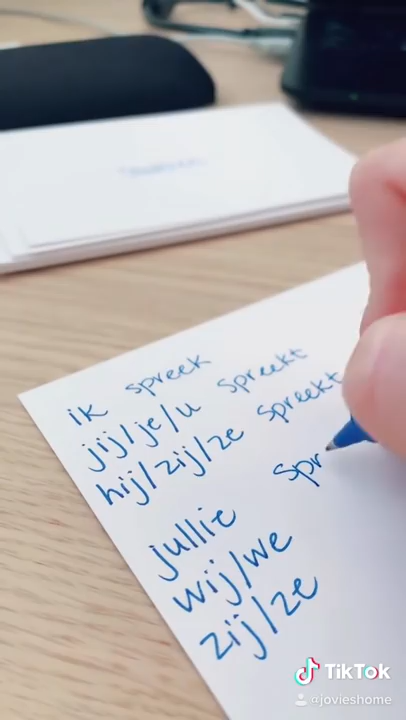 ik spreek
jij/je/u spreekt
hij/zij/ze spreekt
jullie spr
wij/we
zij/ze
TikTok
@jovieshome